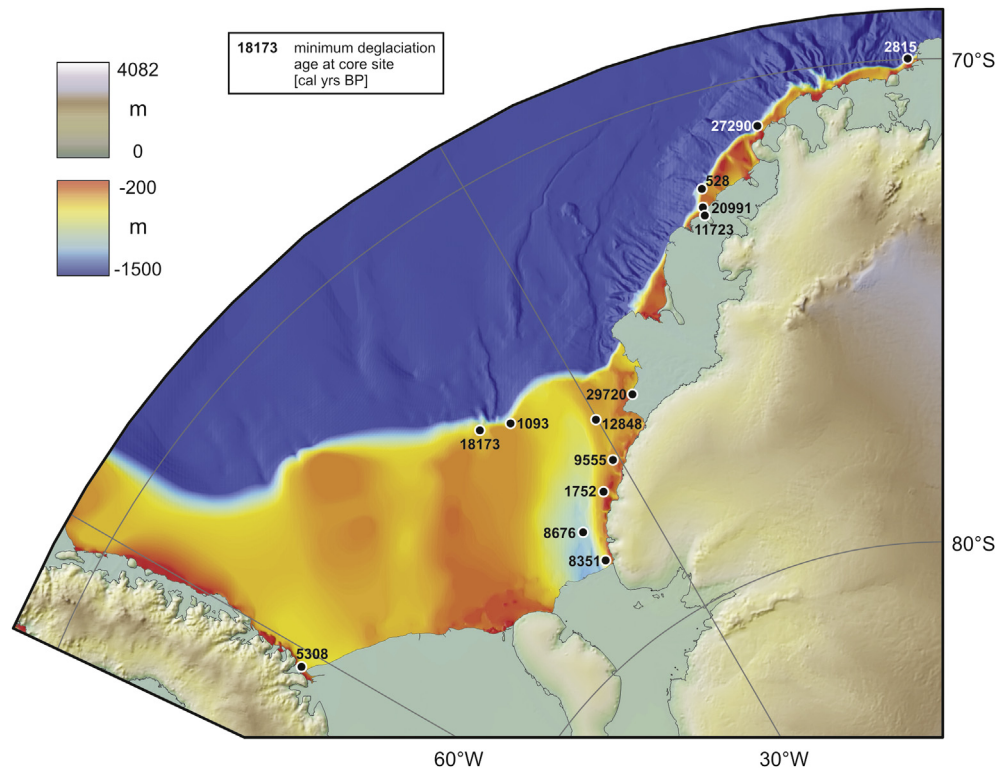 18173 minimum deglaciation
age at core site
[cal yrs BP]
4082
m
0
-200
m
-1500
2815
70°S
27290
528
20991
11723
29720
1093
12848
18173
9555
1752
8676
80°S
8351
5308
60°W
30°W